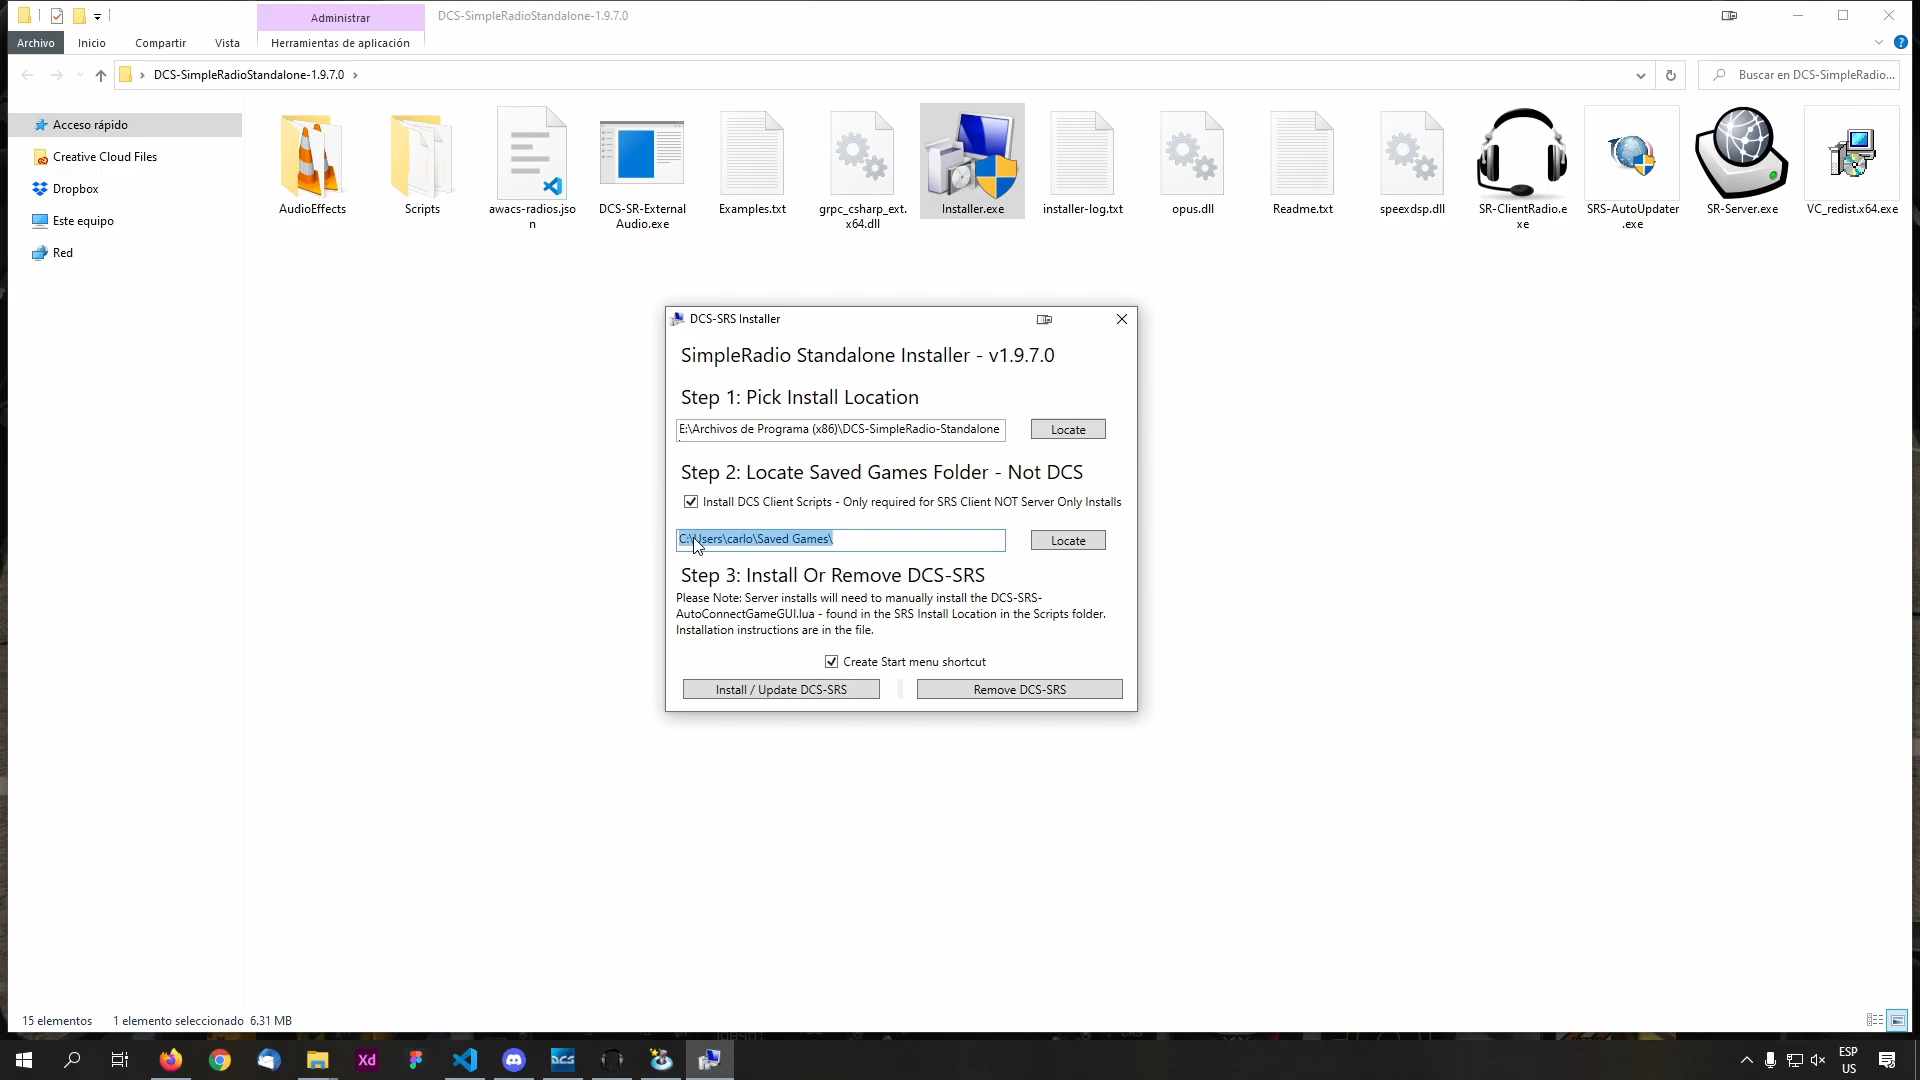 Administrar
DCS-SimpleRadioStandalone-1.9.7.0
Archivo
Inicio
Compartir
Vista
Herramientas de aplicación
DCS-SimpleRadioStandalone-1.9.7.0
Buscar en DCS-SimpleRadio...
Acceso rápido
Creative Cloud Files
Dropbox
Este equipo
Red
AudioEffects
Scripts
awacs-radios.jso
n
DCS-SR-External
Audio.exe
Examples.txt
grpc_csharp_ext.
x64.dll
Installer.exe
installer-log.txt
opus.dll
Readme.txt
speexdsp.dll
SR-ClientRadio.e
xe
SRS-AutoUpdater
.exe
SR-Server.exe
VC_redist.x64.exe
DCS-SRS Installer
SimpleRadio Standalone Installer - v1.9.7.0
Step 1: Pick Install Location
E:\Archivos de Programa (x86)\DCS-SimpleRadio-Standalone
Locate
Step 2: Locate Saved Games Folder - Not DCS
Install DCS Client Scripts - Only required for SRS Client NOT Server Only Installs
C:\Users\carlo\Saved Games\
Locate
Step 3: Install Or Remove DCS-SRS
Please Note: Server installs will need to manually install the DCS-SRS-
AutoConnectGameGUI.lua - found in the SRS Install Location in the Scripts folder.
Installation instructions are in the file.
Create Start menu shortcut
Install / Update DCS-SRS
Remove DCS-SRS
15 elementos
1 elemento seleccionado 6.31 MB
Xd
DCS
ESP
US